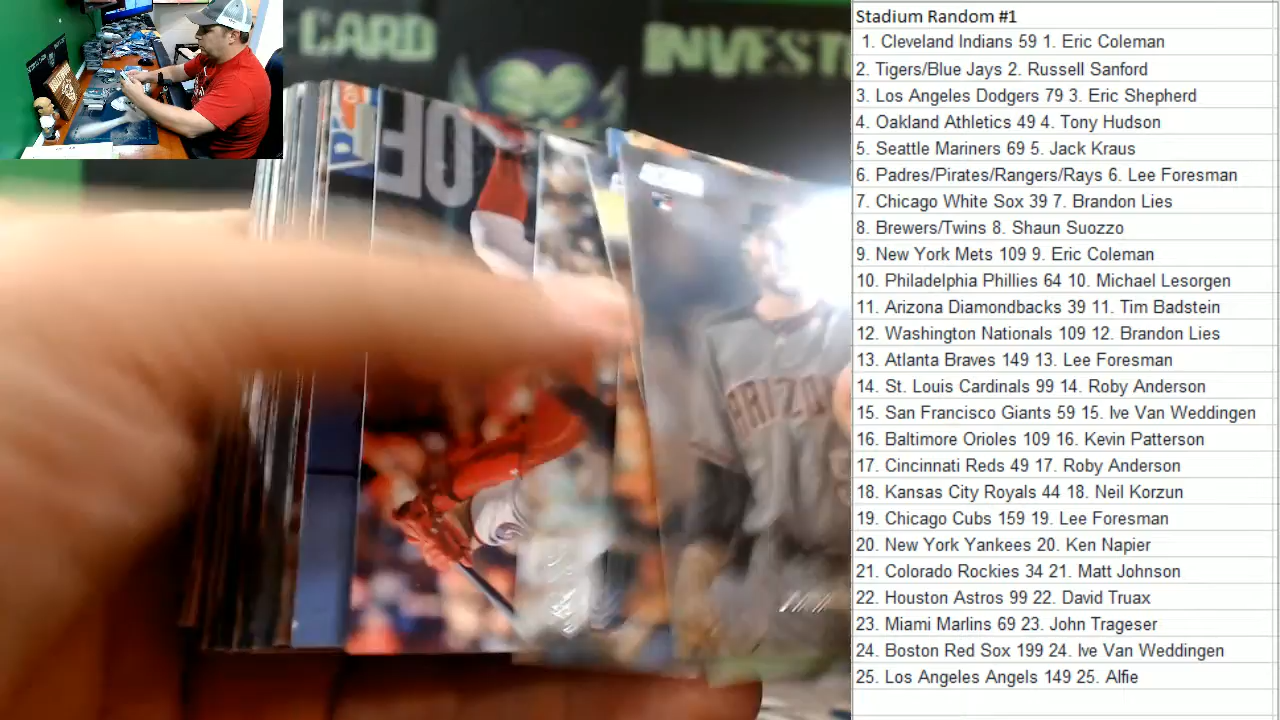 CARD
INVEST
OF
ARIZO
Stadium Random #1
1. Cleveland Indians 59 1. Eric Coleman
2. Tigers/Blue Jays 2. Russell Sanford
3. Los Angeles Dodgers 79 3. Eric Shepherd
4. Oakland Athletics 49 4. Tony Hudson
5. Seattle Mariners 69 5. Jack Kraus
6. Padres/Pirates/Rangers/Rays 6. Lee Foresman
7. Chicago White Sox 39 7. Brandon Lies
8. Brewers/Twins 8. Shaun Suozzo
9. New York Mets 109 9. Eric Coleman
10. Philadelphia Phillies 64 10. Michael Lesorgen
11. Arizona Diamondbacks 39 11. Tim Badstein
12. Washington Nationals 109 12. Brandon Lies
13. Atlanta Braves 149 13. Lee Foresman
14. St. Louis Cardinals 99 14. Roby Anderson
15. San Francisco Giants 59 15. Ive Van Weddingen
16. Baltimore Orioles 109 16. Kevin Patterson
17. Cincinnati Reds 49 17. Roby Anderson
18. Kansas City Royals 44 18. Neil Korzun
19. Chicago Cubs 159 19. Lee Foresman
20. New York Yankees 20. Ken Napier
21. Colorado Rockies 34 21. Matt Johnson
22. Houston Astros 99 22. David Truax
23. Miami Marlins 69 23. John Trageser
24. Boston Red Sox 199 24. Ive Van Weddingen
25. Los Angeles Angels 149 25. Alfie